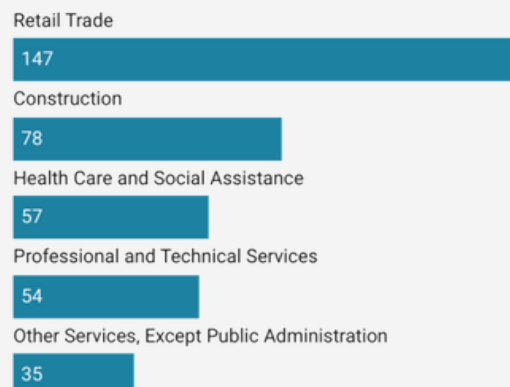 Retail Trade
147
Construction
78
Health Care and Social Assistance
57
Professional and Technical Services
54
Other Services, Except Public Administration
35